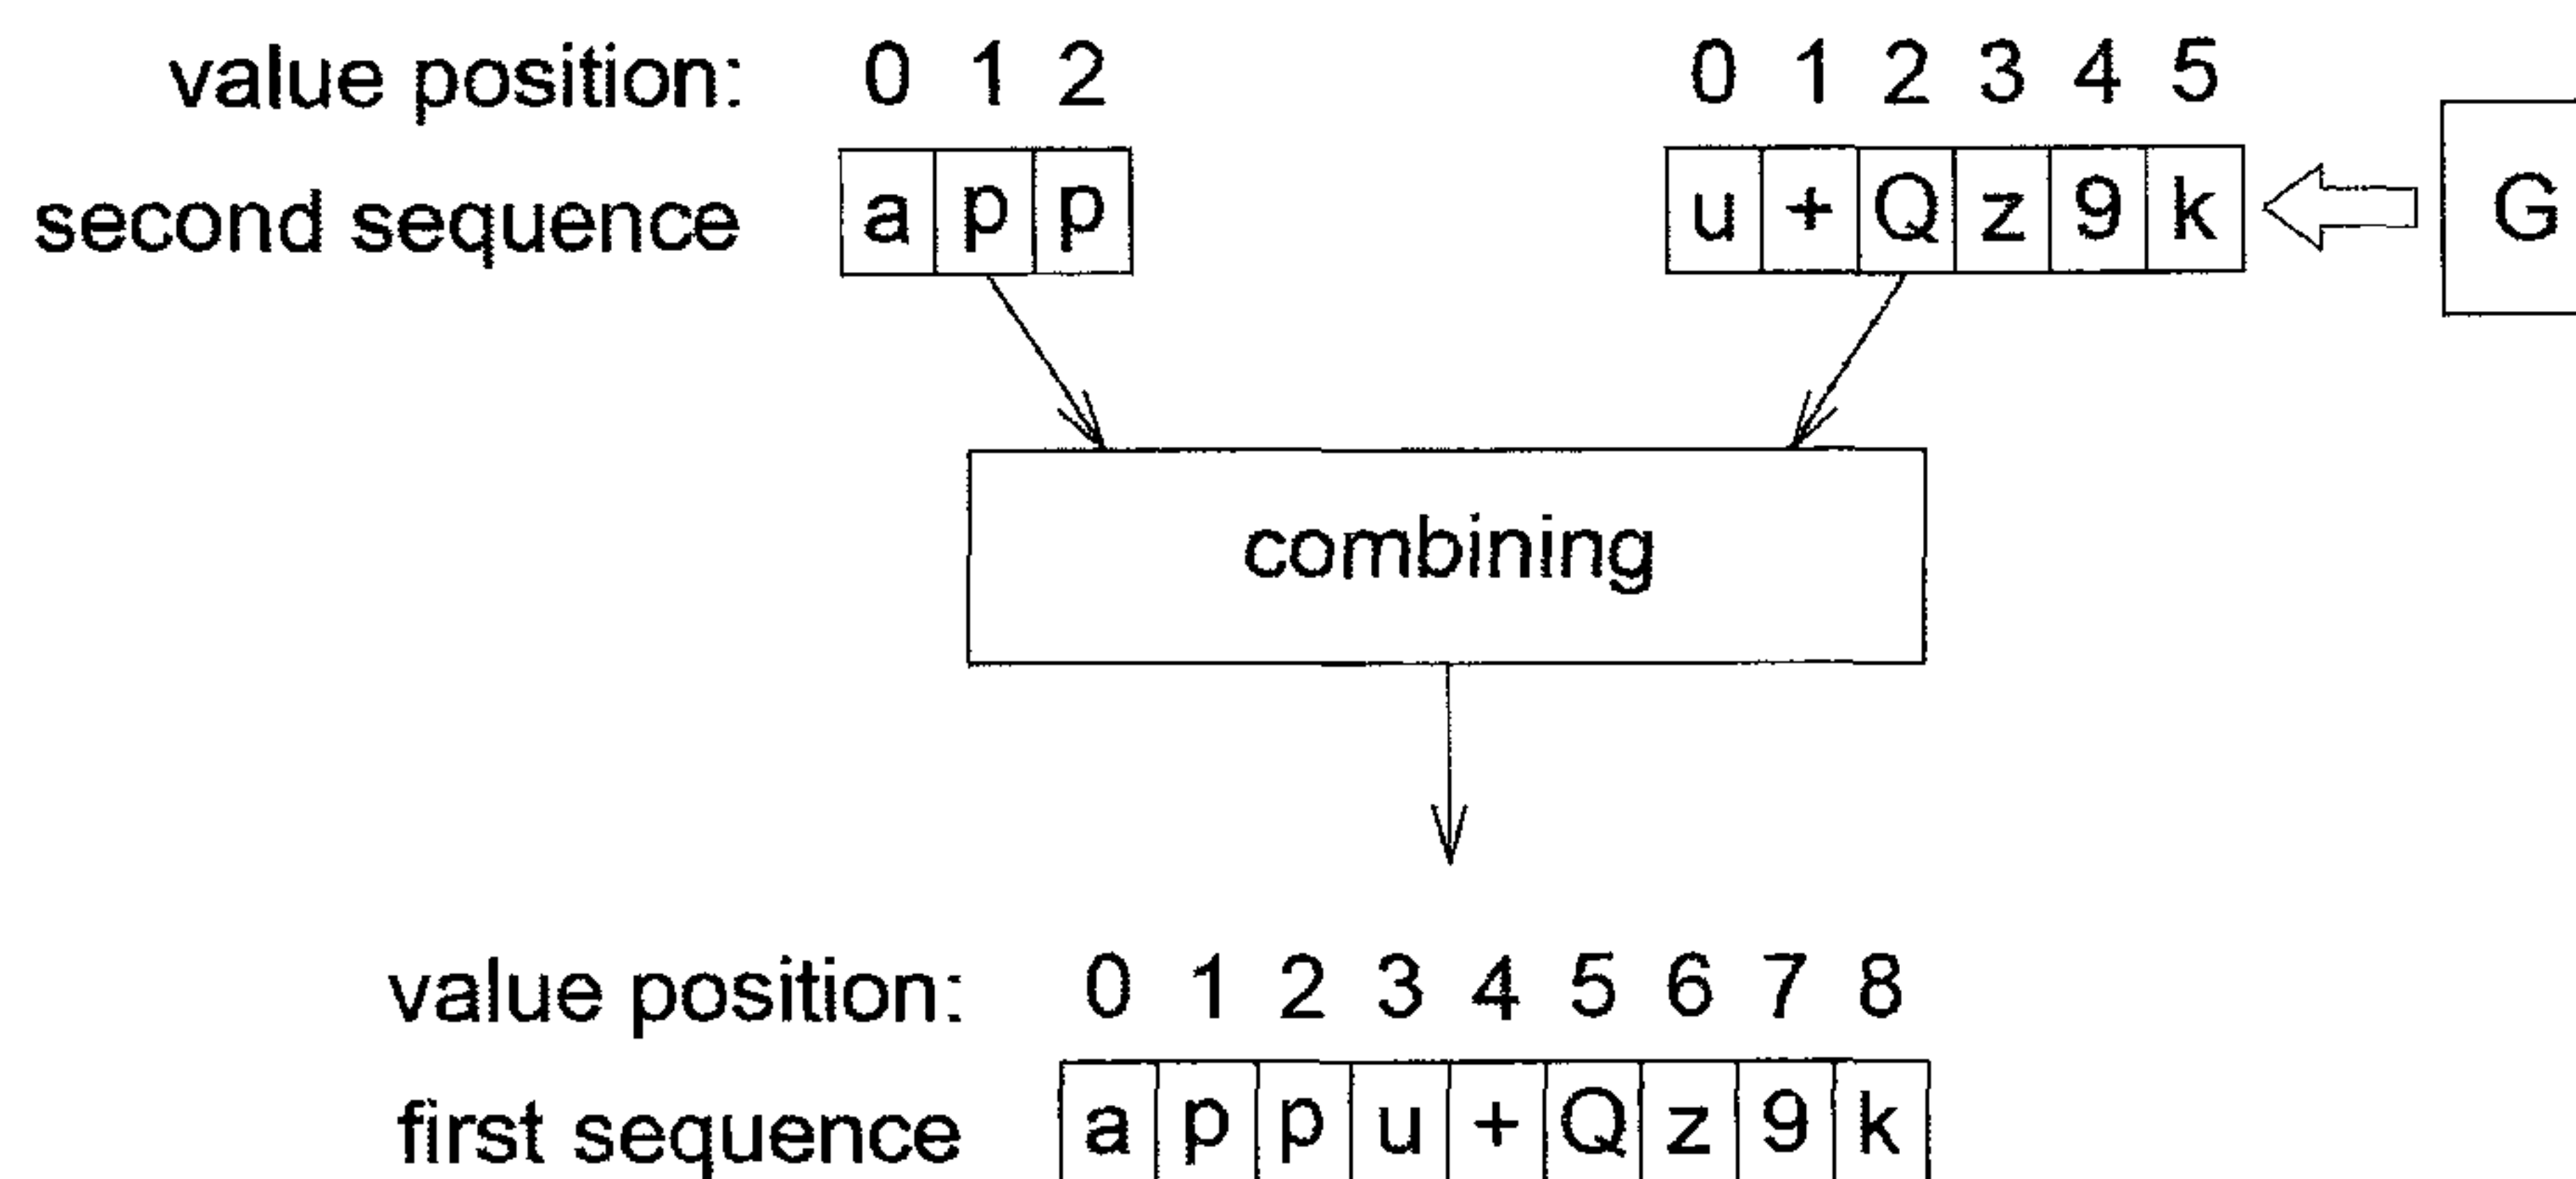 value position: 0 1 2 0 1 2 3 4 5
second sequence a p p u + Q z 9 k G
combining
value position: 0 1 2 3 4 5 6 7 8
first sequence a p p u + Q z 9 k